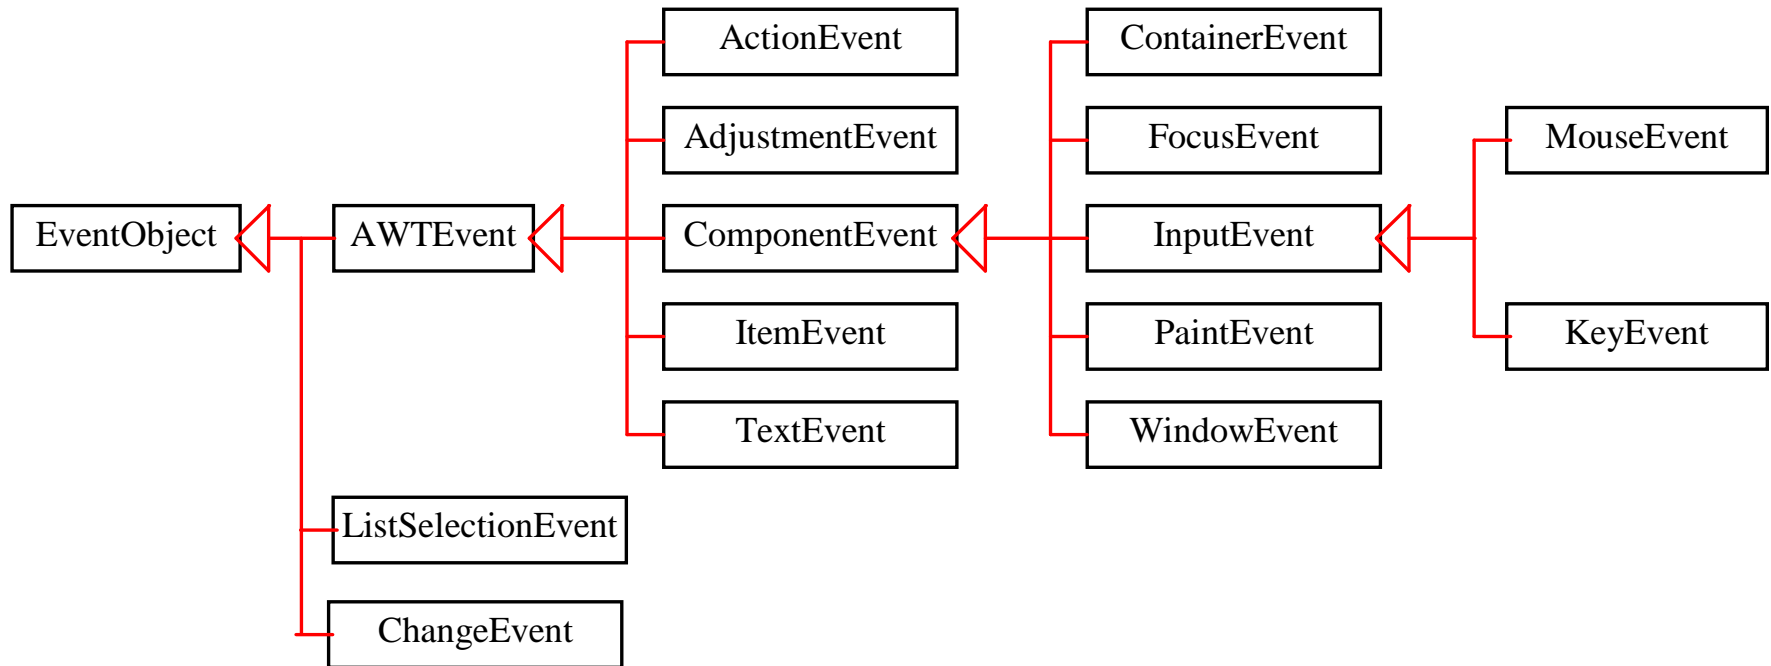 ActionEvent
ContainerEvent
AdjustmentEvent
FocusEvent
MouseEvent
EventObject
AWTEvent
ComponentEvent
InputEvent
ItemEvent
PaintEvent
KeyEvent
TextEvent
WindowEvent
ListSelectionEvent
ChangeEvent